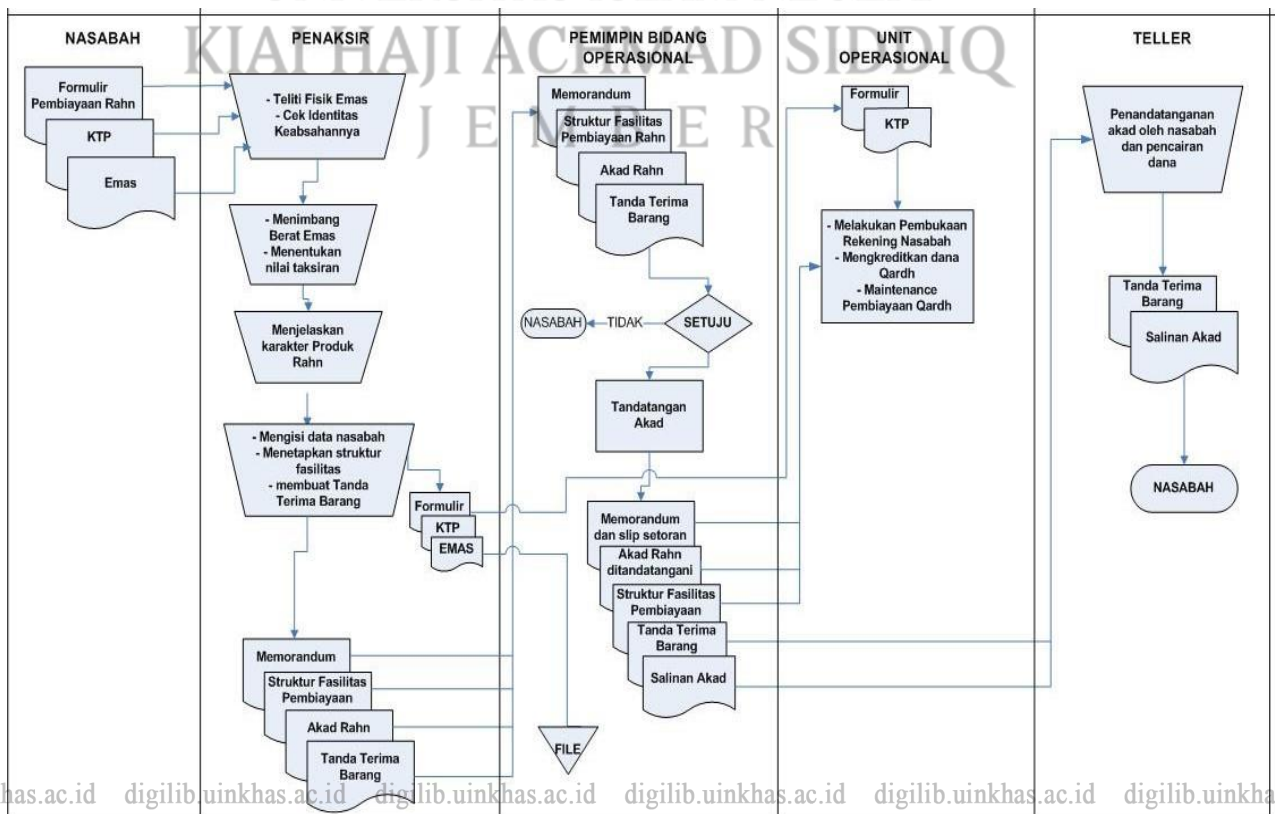 NASABAH
PENAKSIR
PEMIMPIN BIDANG
OPERASIONAL
UNIT
OPERASIONAL
TELLER
KIAI HAJI ACHMAD SIDDIQ
J E M B E R
Formulir
Pembiayaan Rahn
KTP
Emas
- Teliti Fisik Emas
- Cek Identitas
Keabsahannya
- Menimbang
Berat Emas
- Menentukan
nilai taksiran
Menjelaskan
karakter Produk
Rahn
- Mengisi data nasabah
- Menetapkan struktur
fasilitas
- membuat Tanda
Terima Barang
Formulir
KTP
EMAS
Memorandum
Struktur Fasilitas
Pembiayaan
Akad Rahn
Tanda Terima
Barang
Memorandum
Struktur Fasilitas
Pembiayaan Rahn
Akad Rahn
Tanda Terima
Barang
SETUJU
TIDAK
NASABAH
Tandatangan
Akad
Memorandum
dan slip setoran
Akad Rahn
ditandatangani
Struktur Fasilitas
Pembiayaan
Tanda Terima
Barang
Salinan Akad
FILE
Formulir
KTP
- Melakukan Pembukaan
Rekening Nasabah
- Mengkreditkan dana
Qardh
- Maintenance
Pembiayaan Qardh
Penandatanganan
akad oleh nasabah
dan pencairan
dana
Tanda Terima
Barang
Salinan Akad
NASABAH
has.ac.id digilib.uinkhas.ac.id digilib.uinkhas.ac.id digilib.uinkhas.ac.id digilib.uinkhas.ac.id digilib.uinkha